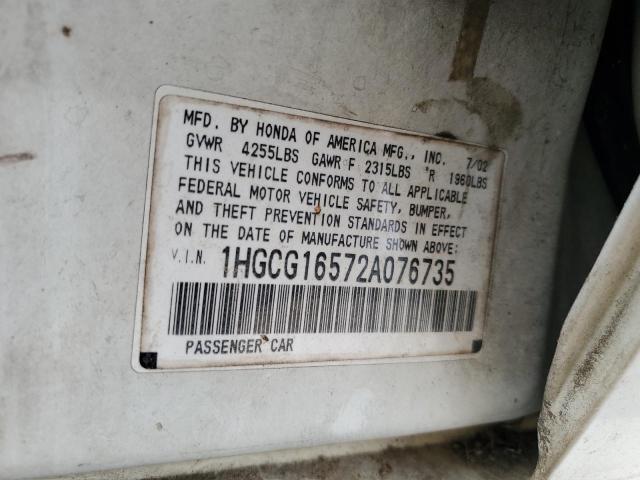 MFD. BY HONDA OF AMERICA MFG., INC. 7/02
GVWR 4255LBS GAWR F 2315LBS R 1960LBS
THIS VEHICLE CONFORMS TO ALL APPLICABLE
FEDERAL MOTOR VEHICLE SAFETY, BUMPER,
AND THEFT PREVENTION STANDARDS IN EFFECT
ON THE DATE OF MANUFACTURE SHOWN ABOVE:
V.I.N. 1HGCG16572A076735
PASSENGER CAR